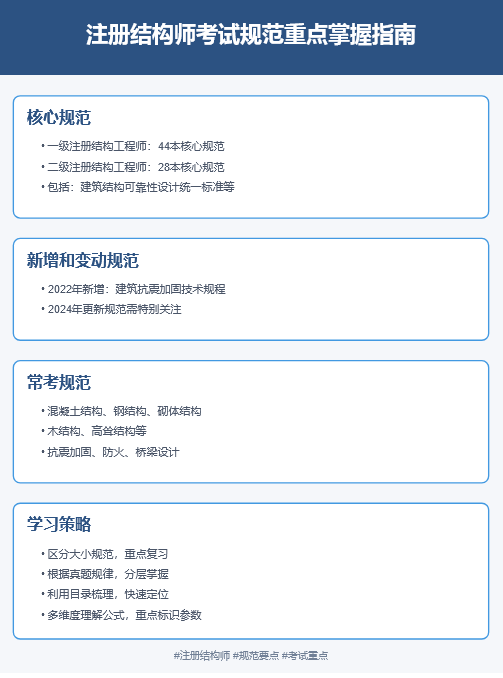 注册结构师考试规范重点掌握指南
核心规范
• 一级注册结构工程师：44本核心规范
• 二级注册结构工程师：28本核心规范
• 包括：建筑结构可靠性设计统一标准等
新增和变动规范
• 2022年新增：建筑抗震加固技术规程
• 2024年更新规范需特别关注
常考规范
• 混凝土结构、钢结构、砌体结构
• 木结构、高耸结构等
• 抗震加固、防火、桥梁设计
学习策略
• 区分大小规范，重点复习
• 根据真题规律，分层掌握
• 利用目录梳理，快速定位
• 多维度理解公式，重点标识参数
#注册结构师 #规范要点 #考试重点